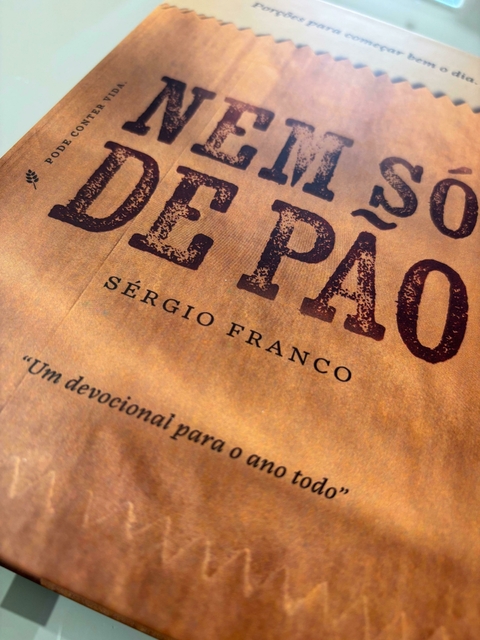 Porções para começar bem o dia.
PODE CONTER VIDA.
NEM SÓ
DE PÃO
SÉRGIO FRANCO
“Um devocional para o ano todo”